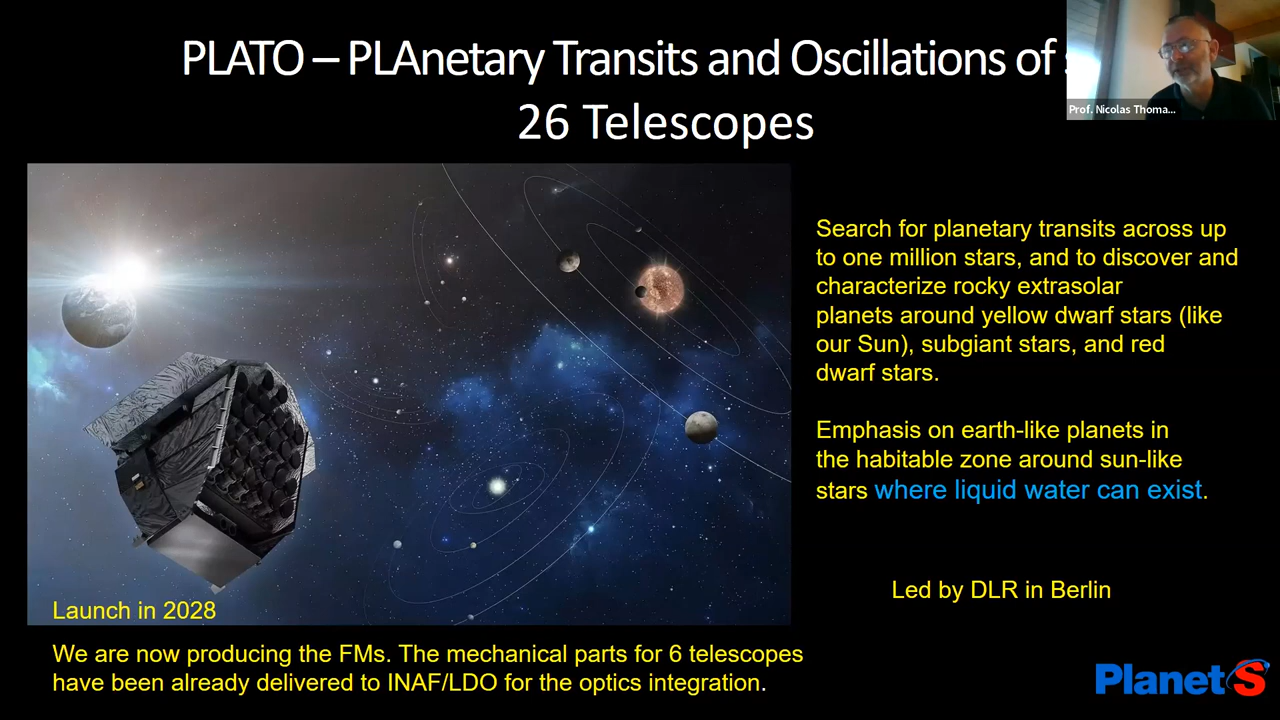 PLATO – PLAnetary Transits and Oscillations of
26 Telescopes
Prof. Nicolas Thoma...
Search for planetary transits across up
to one million stars, and to discover and
characterize rocky extrasolar
planets around yellow dwarf stars (like
our Sun), subgiant stars, and red
dwarf stars.
Emphasis on earth-like planets in
the habitable zone around sun-like
stars where liquid water can exist.
Led by DLR in Berlin
Launch in 2028
We are now producing the FMs. The mechanical parts for 6 telescopes
have been already delivered to INAF/LDO for the optics integration.
PlanetS